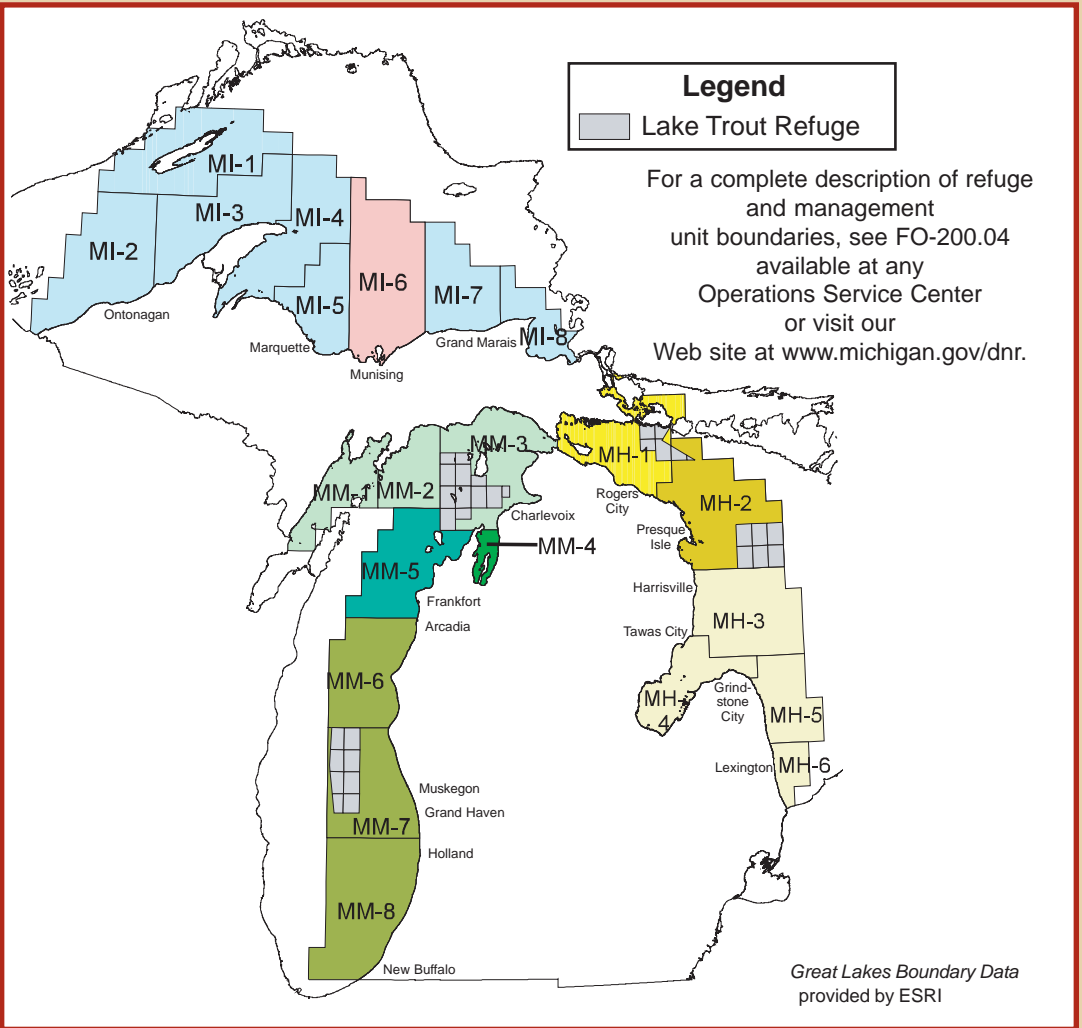 Legend
Lake Trout Refuge
For a complete description of refuge
and management
unit boundaries, see FO-200.04
available at any
Operations Service Center
or visit our
Web site at www.michigan.gov/dnr.
MI-1
MI-2
MI-3
MI-4
MI-5
MI-6
MI-7
MI-8
Ontonagan
Marquette
Munising
Grand Marais
MM-1
MM-2
MM-3
MH-1
Rogers
City
MH-2
Charlevoix
Presque
Isle
MM-4
MM-5
Harrisville
Frankfort
Arcadia
MH-3
Tawas City
MM-6
MH-
4
Grind-
stone
City
MH-5
Lexington
MH-6
Muskegon
Grand Haven
MM-7
Holland
MM-8
New Buffalo
Great Lakes Boundary Data
provided by ESRI